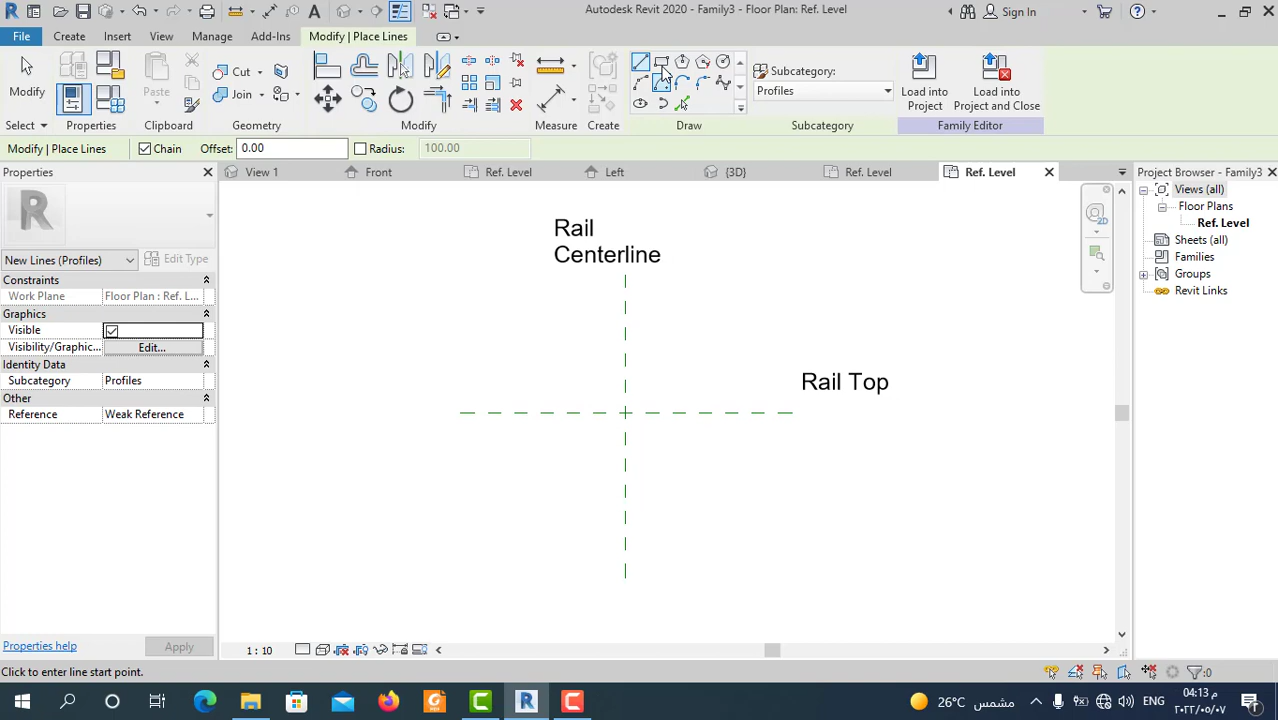 Autodesk Revit 2020 - Family3 - Floor Plan: Ref. Level
Sign In
File Create Insert View Manage Add-Ins Modify | Place Lines
Modify Paste Cut Join Load into Project Load into Project and Close
Subcategory:
Profiles
Select Properties Clipboard Geometry Modify Measure Create Draw Subcategory Family Editor
Modify | Place Lines Chain Offset: 0.00 Radius: 100.00
Properties View 1 Front Ref. Level Left {3D} Ref. Level Ref. Level Project Browser - Family3
R
New Lines (Profiles) Edit Type
Constraints
Work Plane Floor Plan : Ref. L...
Graphics
Visible
Visibility/Graphic... Edit...
Identity Data
Subcategory Profiles
Other
Reference Weak Reference
Properties help Apply
Rail
Centerline
Rail Top
2D
Views (all)
Floor Plans
Ref. Level
Sheets (all)
Families
Groups
Revit Links
1 : 10
Click to enter line start point.
:0
26°C مشمس ENG
04:13 م
٢٠٢٢/٠٥/٠٧